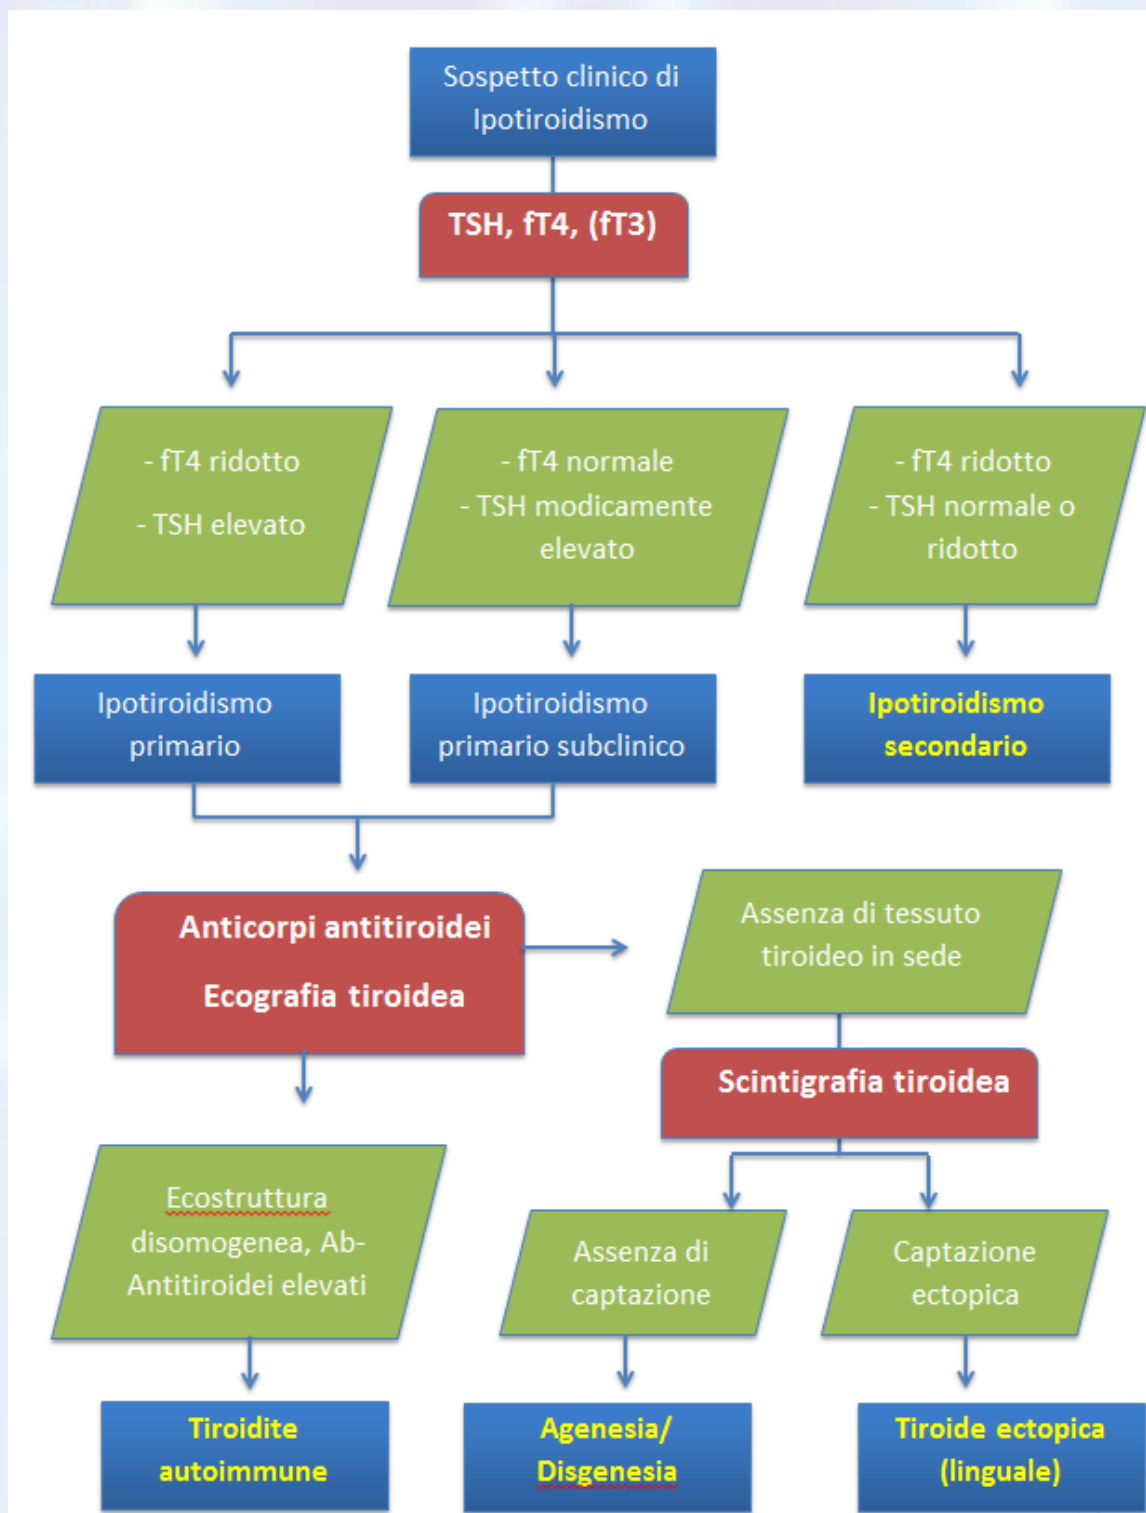 Sospetto clinico di
Ipotiroidismo
TSH, fT4, (fT3)
- fT4 ridotto
- TSH elevato
- fT4 normale
- TSH modicamente
elevato
- fT4 ridotto
- TSH normale o
ridotto
Ipotiroidismo
primario
Ipotiroidismo
primario subclinico
Ipotiroidismo
secondario
Anticorpi antitiroidei
Ecografia tiroidea
Assenza di tessuto
tiroideo in sede
Scintigrafia tiroidea
Ecostruttura
disomogenea, Ab-
Antitiroidei elevati
Assenza di
captazione
Captazione
ectopica
Tiroidite
autoimmune
Agenesia/
Disgenesia
Tiroide ectopica
(linguale)